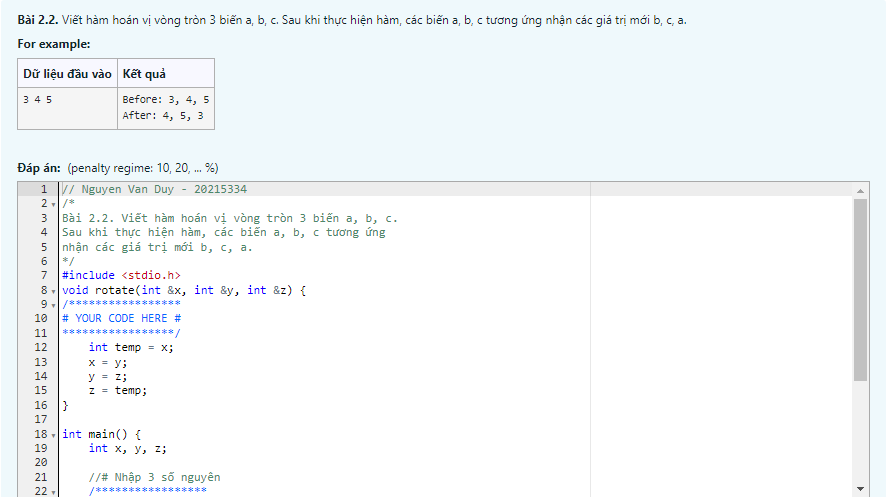 Bài 2.2. Viết hàm hoán vị vòng tròn 3 biến a, b, c. Sau khi thực hiện hàm, các biến a, b, c tương ứng nhận các giá trị mới b, c, a.
For example:
Dữ liệu đầu vào Kết quả
3 4 5 Before: 3, 4, 5
After: 4, 5, 3
Đáp án: (penalty regime: 10, 20, ... %)
1 // Nguyen Van Duy - 20215334
2 /*
3 Bài 2.2. Viết hàm hoán vị vòng tròn 3 biến a, b, c.
4 Sau khi thực hiện hàm, các biến a, b, c tương ứng
5 nhận các giá trị mới b, c, a.
6 */
7 #include <stdio.h>
8 void rotate(int &x, int &y, int &z) {
9 /*****************
10 # YOUR CODE HERE #
11 *****************/
12 int temp = x;
13 x = y;
14 y = z;
15 z = temp;
16 }
17
18 int main() {
19 int x, y, z;
20
21 //# Nhập 3 số nguyên
22 /*****************